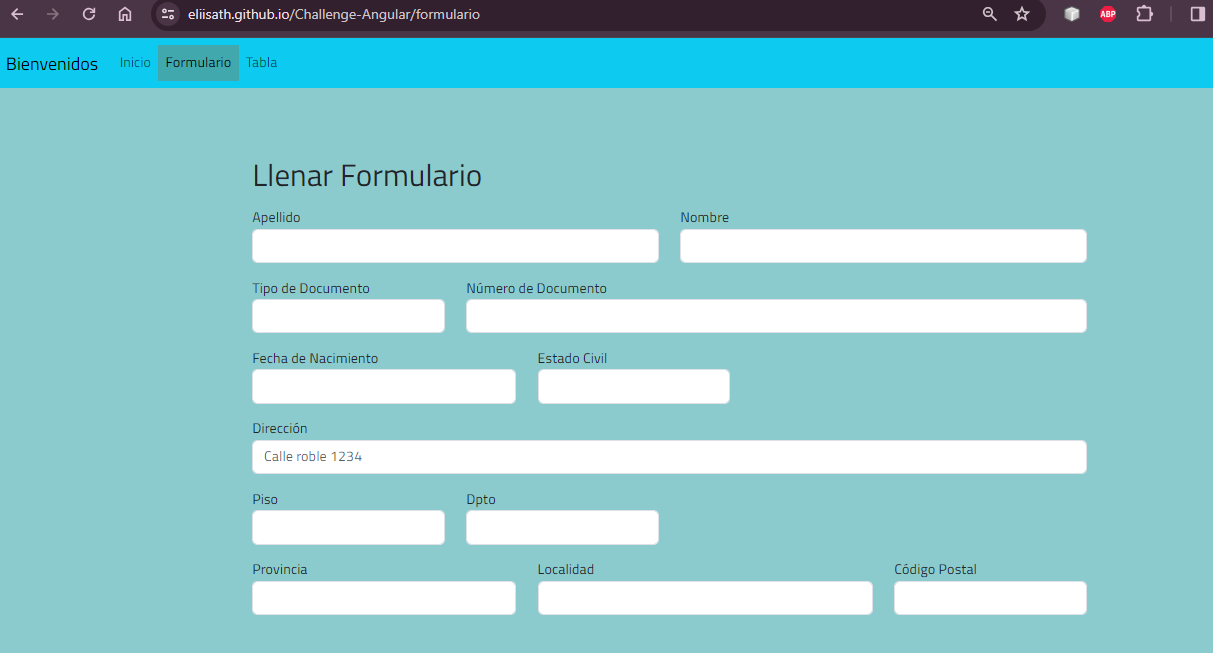 eliisath.github.io/Challenge-Angular/formulario
ABP
Bienvenidos Inicio Formulario Tabla
Llenar Formulario
Apellido Nombre
Tipo de Documento Número de Documento
Fecha de Nacimiento Estado Civil
Dirección
Calle roble 1234
Piso Dpto
Provincia Localidad Código Postal